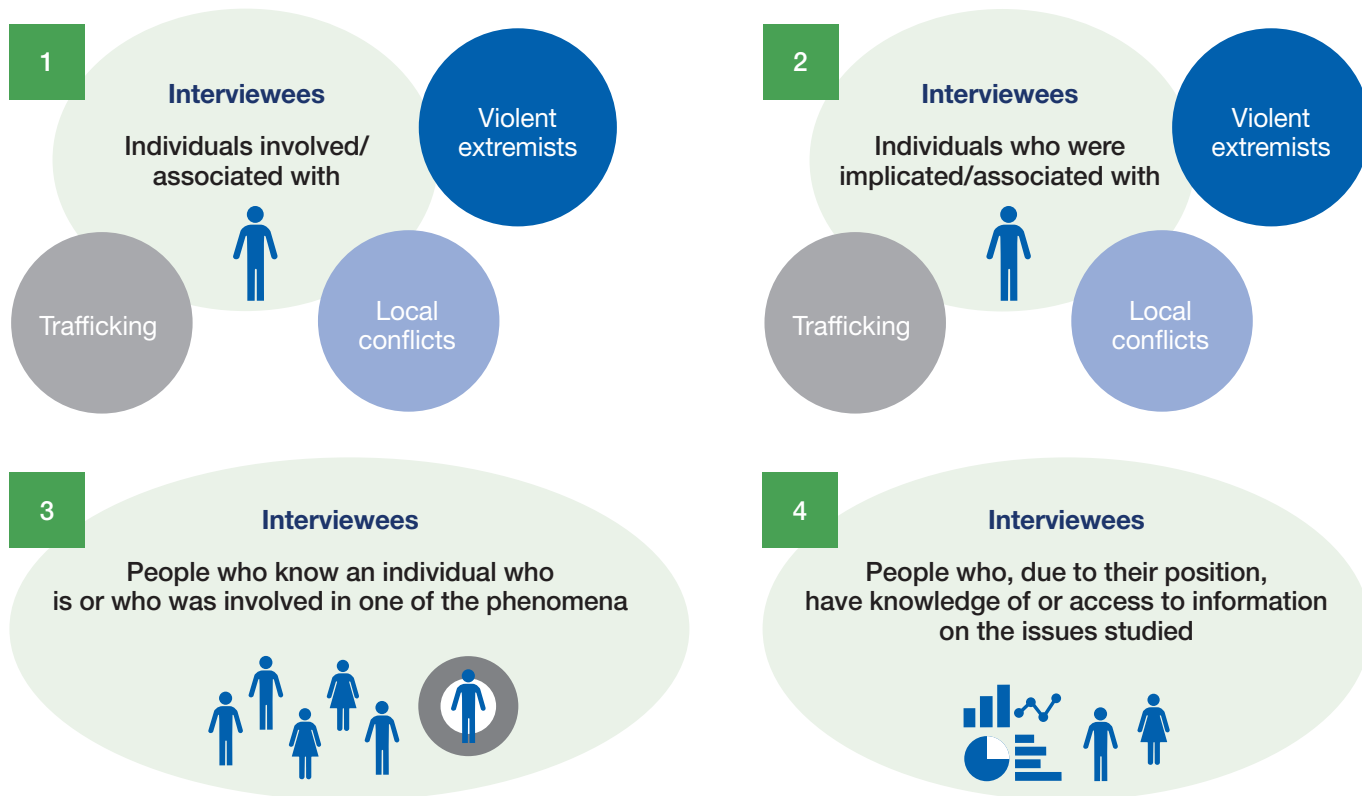 1
Interviewees
Individuals involved/
associated with
Violent
extremists
Trafficking
Local
conflicts
2
Interviewees
Individuals who were
implicated/associated with
Violent
extremists
Trafficking
Local
conflicts
3
Interviewees
People who know an individual who
is or who was involved in one of the phenomena
4
Interviewees
People who, due to their position,
have knowledge of or access to information
on the issues studied